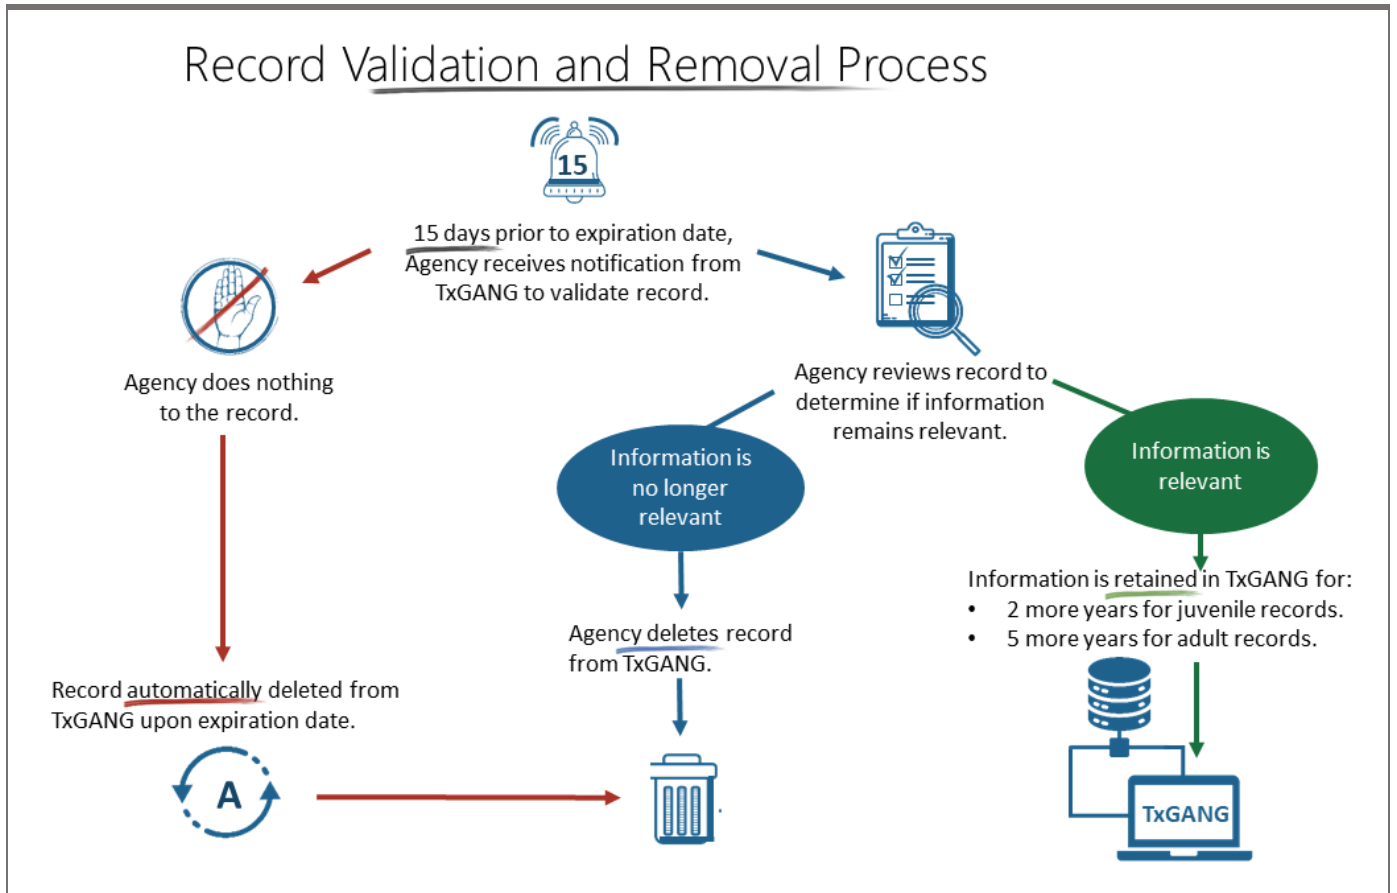 Record Validation and Removal Process
15
15 days prior to expiration date,
Agency receives notification from
TxGANG to validate record.
Agency does nothing
to the record.
Agency reviews record to
determine if information
remains relevant.
Information is
no longer
relevant
Information is
relevant
Information is retained in TxGANG for:
• 2 more years for juvenile records.
• 5 more years for adult records.
Agency deletes record
from TxGANG.
Record automatically deleted from
TxGANG upon expiration date.
A
TxGANG